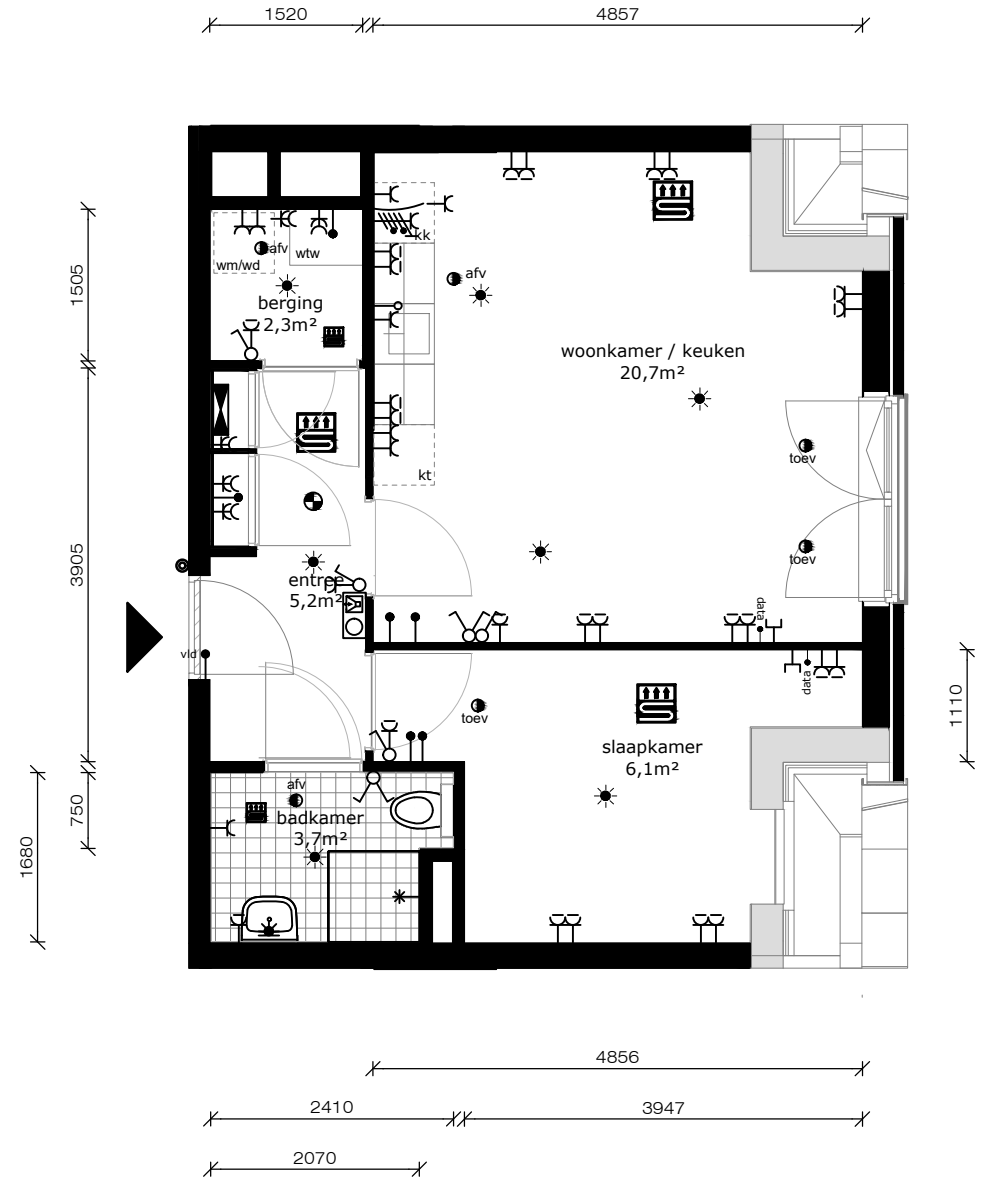 1520
4857
kk
afv
wtw
wm/wd
afv
1505
berging
2,3m²
woonkamer / keuken
20,7m²
toev
kt
3905
toev
entree
5,2m²
data
vld
data
1110
toev
slaapkamer
6,1m²
750
afv
badkamer
3,7m²
1680
4856
2410
3947
2070